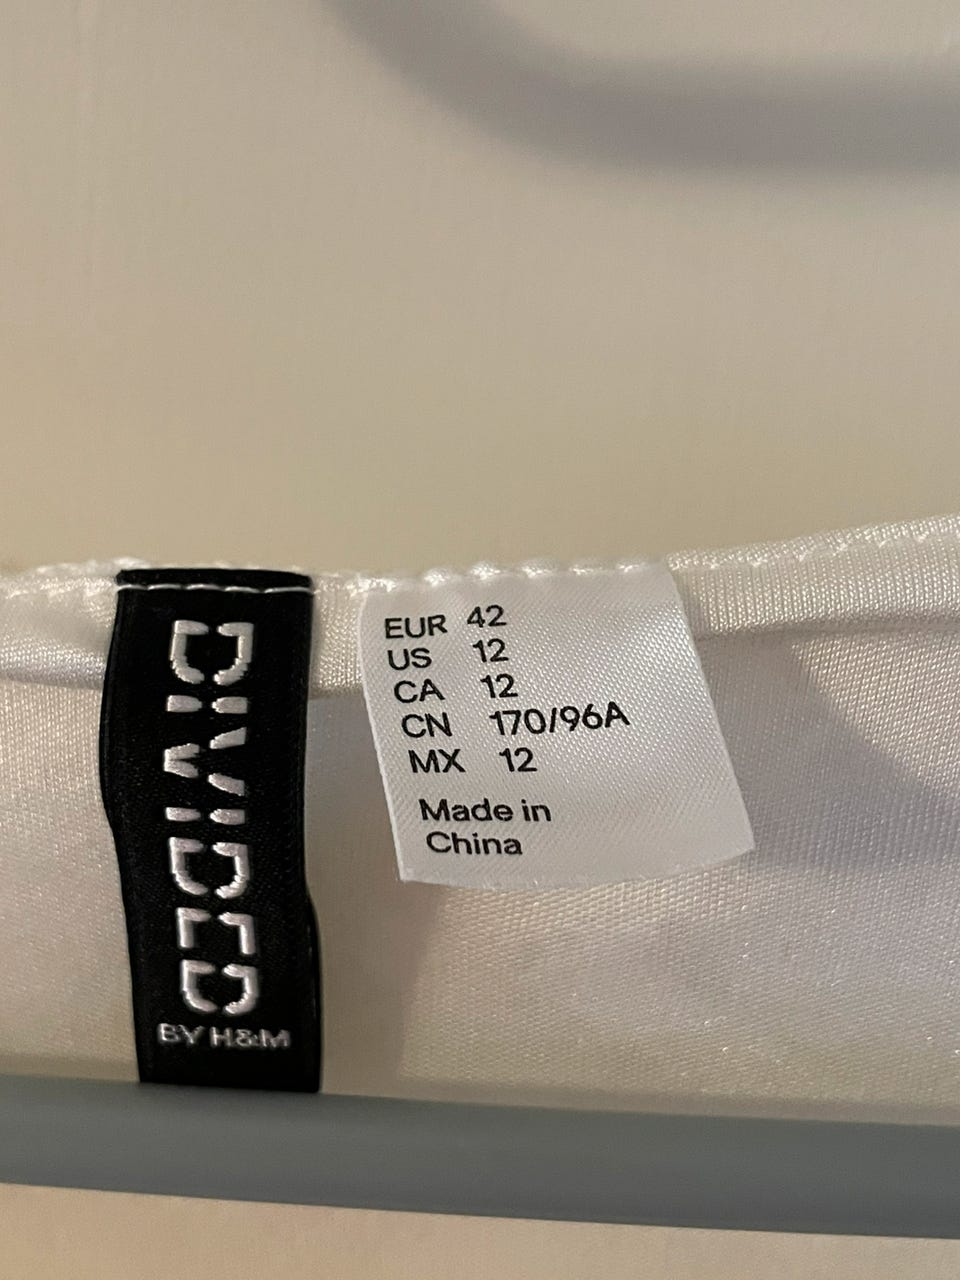 DIVIDED
BY H&M
EUR 42
US 12
CA 12
CN 170/96A
MX 12
Made in
China